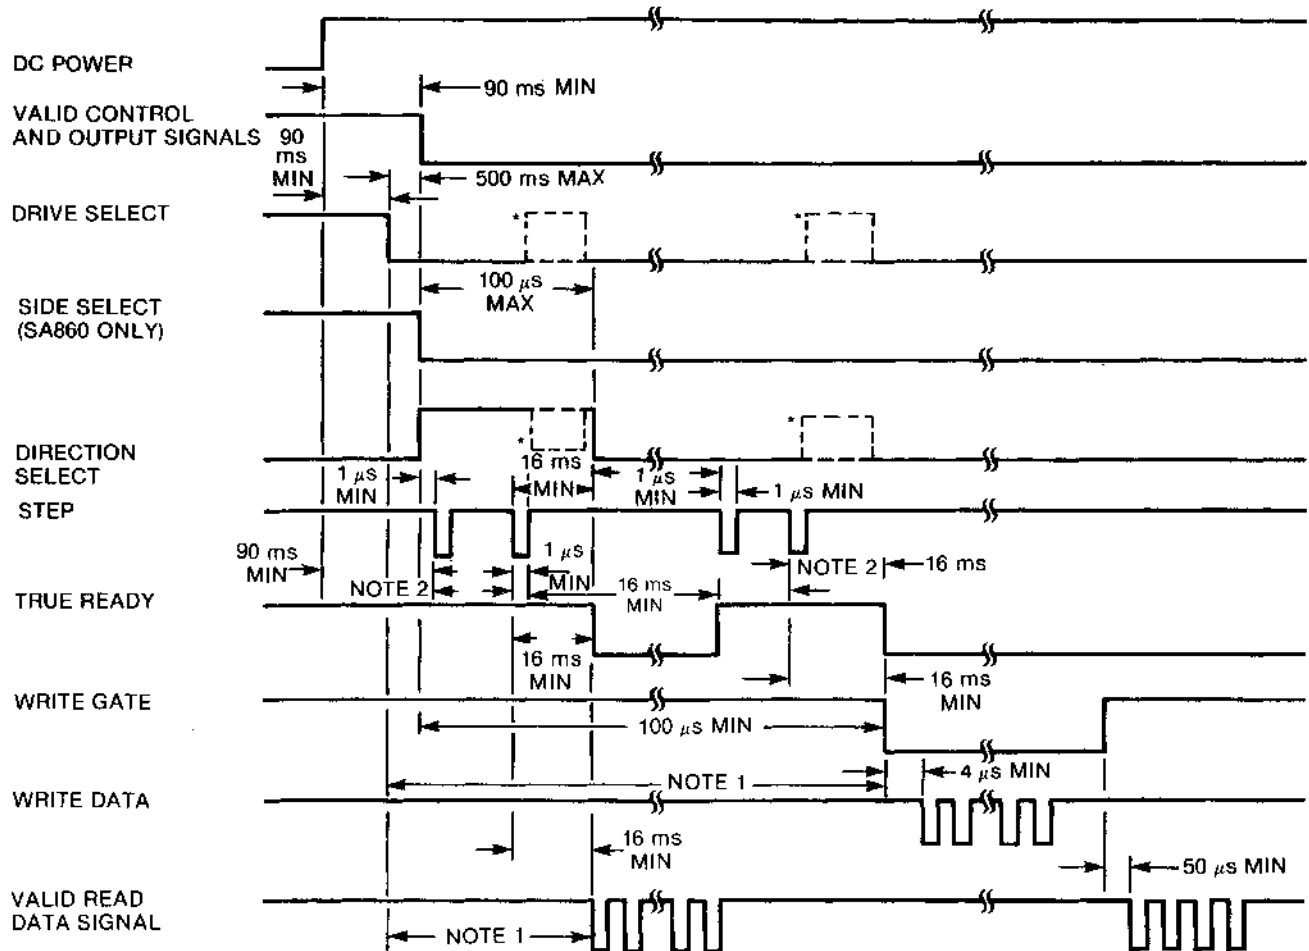 DC POWER
90 ms MIN
VALID CONTROL
AND OUTPUT SIGNALS
90
ms
MIN
500 ms MAX
DRIVE SELECT
*
*
100 μs
MAX
SIDE SELECT
(SA860 ONLY)
DIRECTION
SELECT
*
*
1 μs
MIN
16 ms
MIN
1 μs
MIN
1 μs MIN
STEP
90 ms
MIN
NOTE 2
1 μs
MIN
16 ms
MIN
NOTE 2
16 ms
TRUE READY
16 ms
MIN
16 ms
MIN
WRITE GATE
100 μs MIN
NOTE 1
4 μs MIN
WRITE DATA
16 ms
MIN
50 μs MIN
VALID READ
DATA SIGNAL
NOTE 1